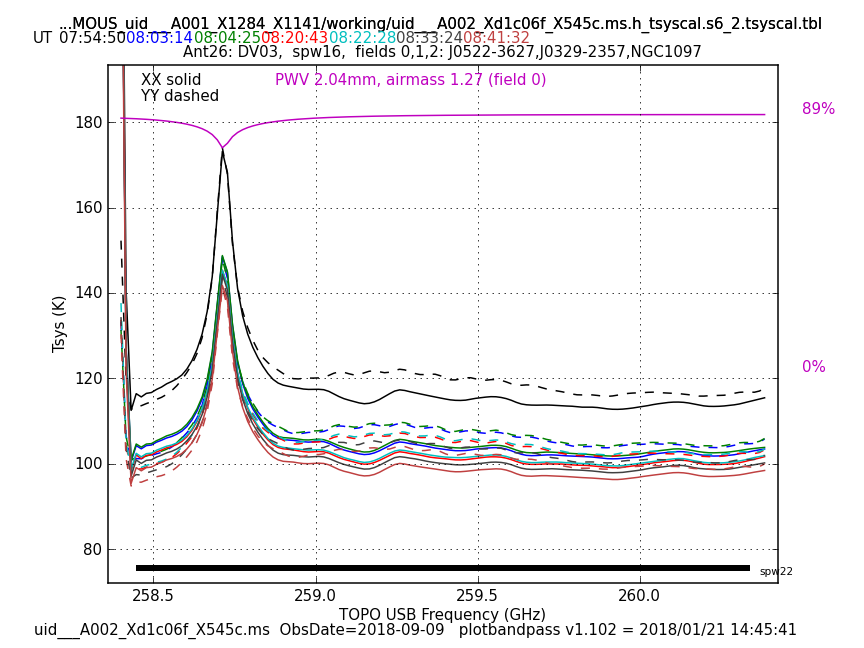 ...MOUS_uid___A001_X1284_X1141/working/uid___A002_Xd1c06f_X545c.ms.h_tsyscal.s6_2.tsyscal.tbl
UT 07:54:50 08:03:14 08:04:25 08:20:43 08:22:28 08:33:24 08:41:32
Ant26: DV03, spw16, fields 0,1,2: J0522-3627,J0329-2357,NGC1097
XX solid
YY dashed
PWV 2.04mm, airmass 1.27 (field 0)
89%
0%
180
160
140
120
100
80
Tsys (K)
spw22
258.5 259.0 259.5 260.0
TOPO USB Frequency (GHz)
uid___A002_Xd1c06f_X545c.ms ObsDate=2018-09-09 plotbandpass v1.102 = 2018/01/21 14:45:41